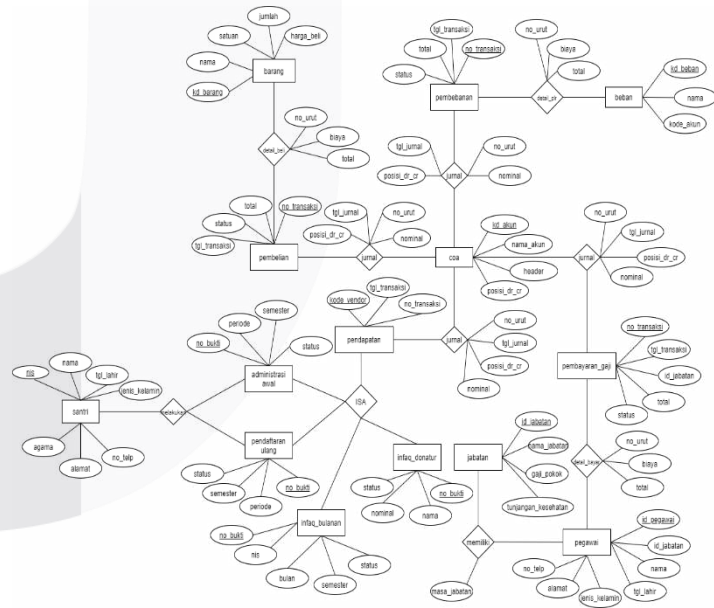 jumlah
satuan
harga_beli
nama
barang
kd_barang
no_urut
detail_beli
biaya
total
total
no_transaksi
status
tgl_transaksi
pembelian
tgl_transaksi
total
no_transaksi
status
pembebanan
no_urut
biaya
total
detail_dir
beban
kd_beban
nama
kode_akun
tgl_jurnal
no_urut
posisi_dr_cr
jurnal
nominal
tgl_jurnal
no_urut
posisi_dr_cr
nominal
jurnal
coa
kd_akun
nama_akun
header
posisi_dr_cr
no_urut
tgl_jurnal
jurnal
posisi_dr_cr
nominal
tgl_transaksi
kode_vendor
no_transaksi
pendapatan
jurnal
no_urut
tgl_jurnal
posisi_dr_cr
nominal
semester
periode
no_bukti
status
administrasi
awal
nama
nis
tgl_lahir
jenis_kelamin
santri
agama
no_telp
alamat
melakukan
pendaftaran
ulang
status
semester
no_bukti
periode
ISA
infaq_donatur
status
no_bukti
nominal
nama
infaq_bulanan
no_bukti
nis
status
bulan
semester
jabatan
id_jabatan
nama_jabatan
gaji_pokok
tunjangan_kesehatan
memiliki
masa_jabatan
no_transaksi
tgl_transaksi
pembayaran_gaji
id_jabatan
total
status
no_urut
detail_bayar
biaya
total
pegawai
id_pegawai
id_jabatan
nama
tgl_lahir
no_telp
alamat
jenis_kelamin